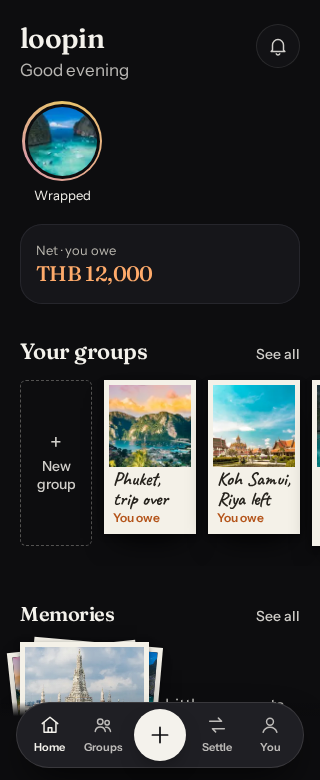 loopin
Good evening
Wrapped
Net · you owe
THB 12,000
Your groups
See all
+
New
group
Phuket,
trip over
You owe
Koh Samui,
Riya left
You owe
Memories
See all
Home
Groups
Settle
You